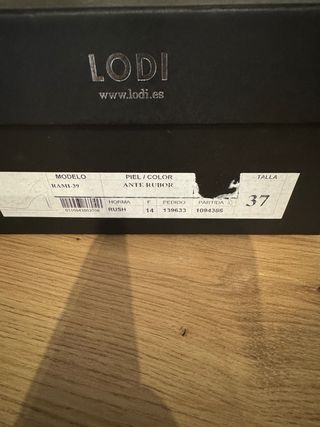 LODI
www.lodi.es
MODELO PIEL / COLOR TALLA
RAMI-39 ANTE RUBOR
HORMA F PEDIDO PARTIDA
RUSH 14 139633 1094386 37